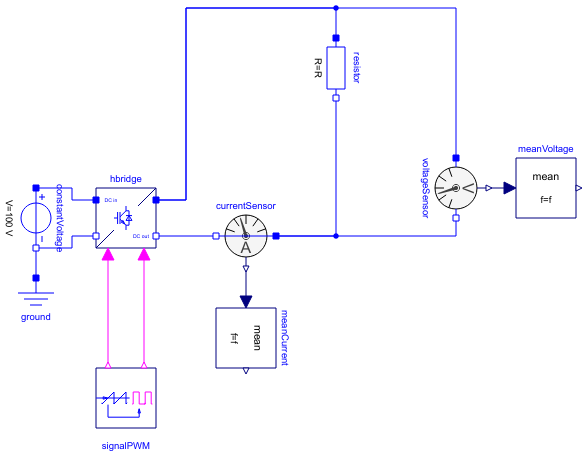 R=R
resistor
meanVoltage
mean
f=f
voltageSensor
hbridge
DC in
DC out
currentSensor
A
V=100 V
+
constantVoltage
ground
mean
f=f
meanCurrent
signalPWM